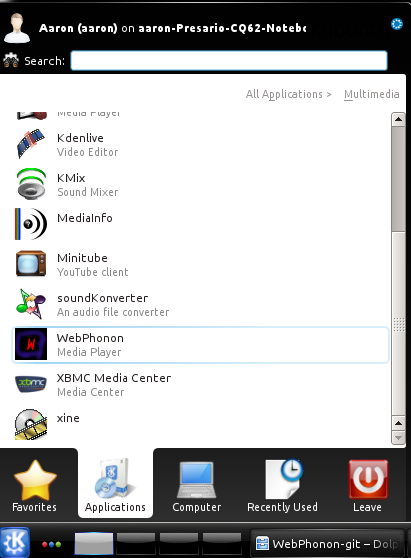 Aaron (aaron) on aaron-Presario-CQ62-Notebo
Search:
All Applications > Multimedia
Media Player
Kdenlive
Video Editor
KMix
Sound Mixer
MediaInfo
Minitube
YouTube client
soundKonverter
An audio file converter
W
WebPhonon
Media Player
xbmc
XBMC Media Center
Media Center
xine
Favorites
Applications
Computer
Recently Used
Leave
WebPhonon-git – Dolp